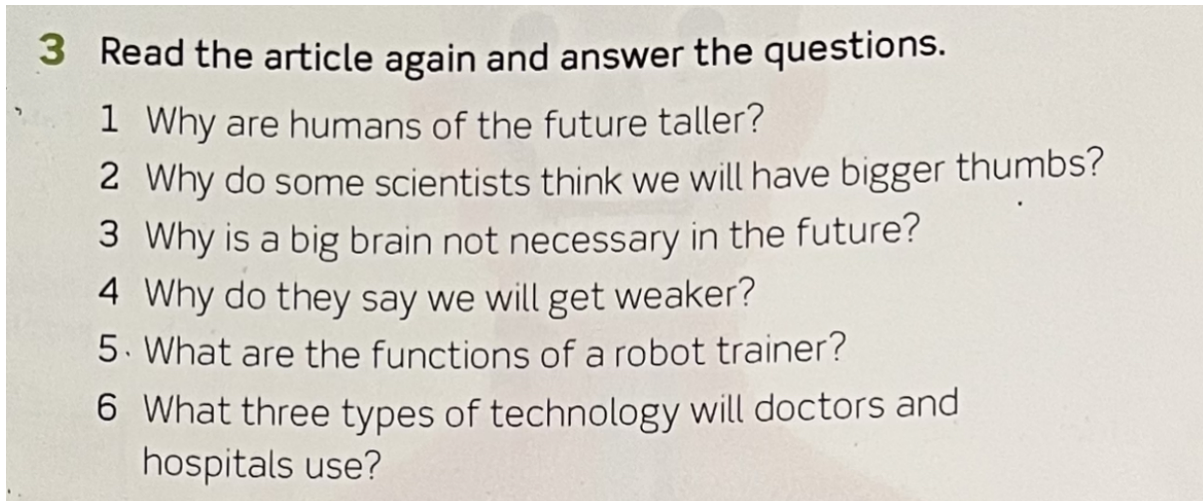 3 Read the article again and answer the questions.
1 Why are humans of the future taller?
2 Why do some scientists think we will have bigger thumbs?
3 Why is a big brain not necessary in the future?
4 Why do they say we will get weaker?
5 What are the functions of a robot trainer?
6 What three types of technology will doctors and
hospitals use?